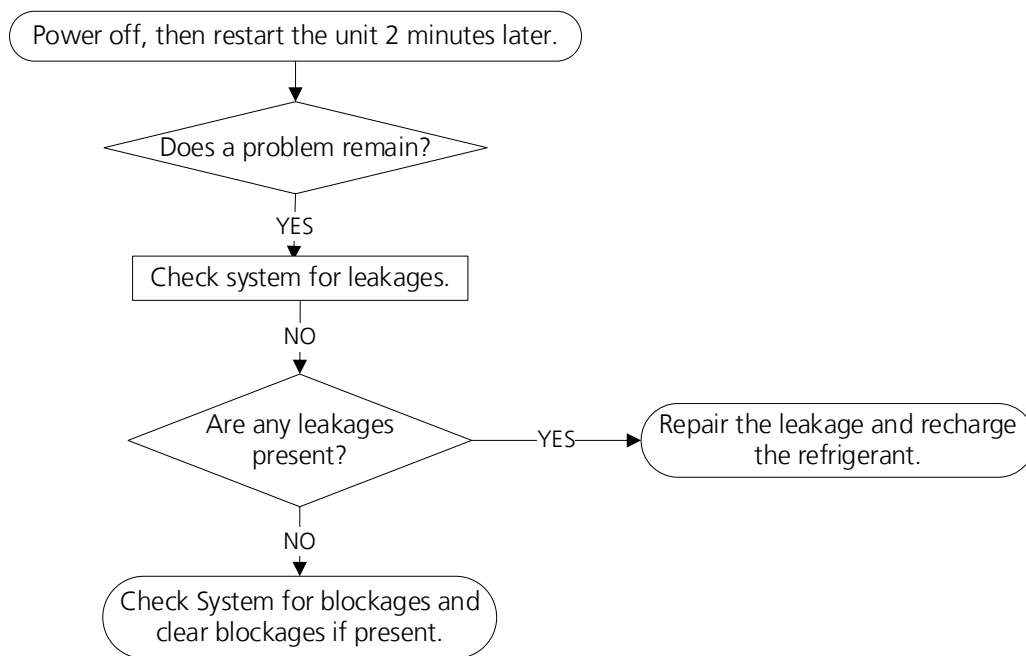 Power off, then restart the unit 2 minutes later.
Does a problem remain?
YES
Check system for leakages.
NO
Are any leakages
present?
YES
Repair the leakage and recharge
the refrigerant.
NO
Check System for blockages and
clear blockages if present.